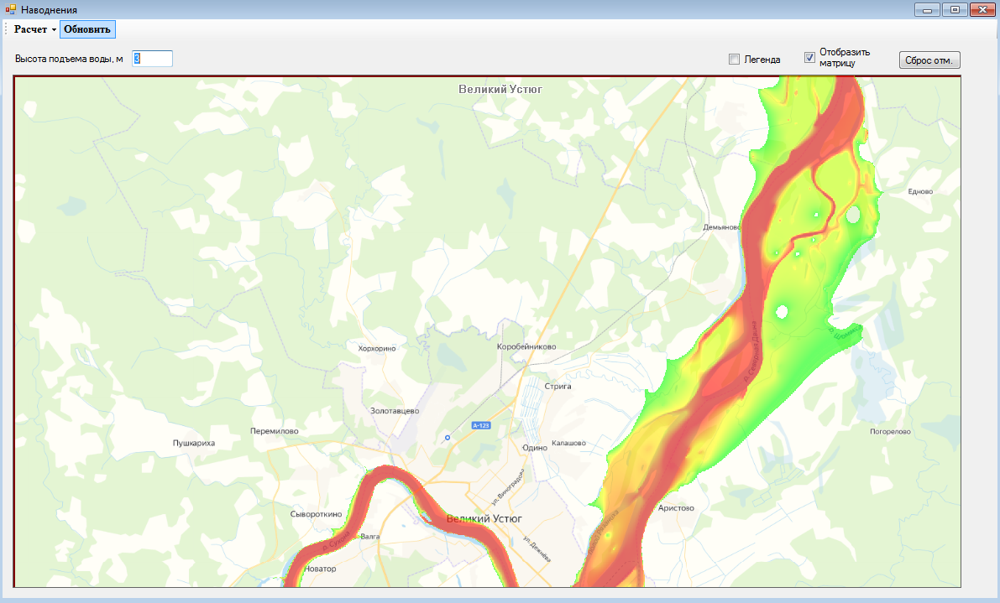 Наводнения
Расчет Обновить
Высота подъема воды, м 3
Легенда
Отобразить
матрицу
Сброс отм.
Великий Устюг
Едново
Демьяново
р. Северная Двина
Хорхорино
Коробейниково
Стрига
Золотавцево
А-123
Перемилово
Пушкариха
Одино
Капашово
Погорелово
ул. Виноградова
Сывороткино
Великий Устюг
Аристово
р. Сухона
Валга
ул. Дежнёва
Новатор